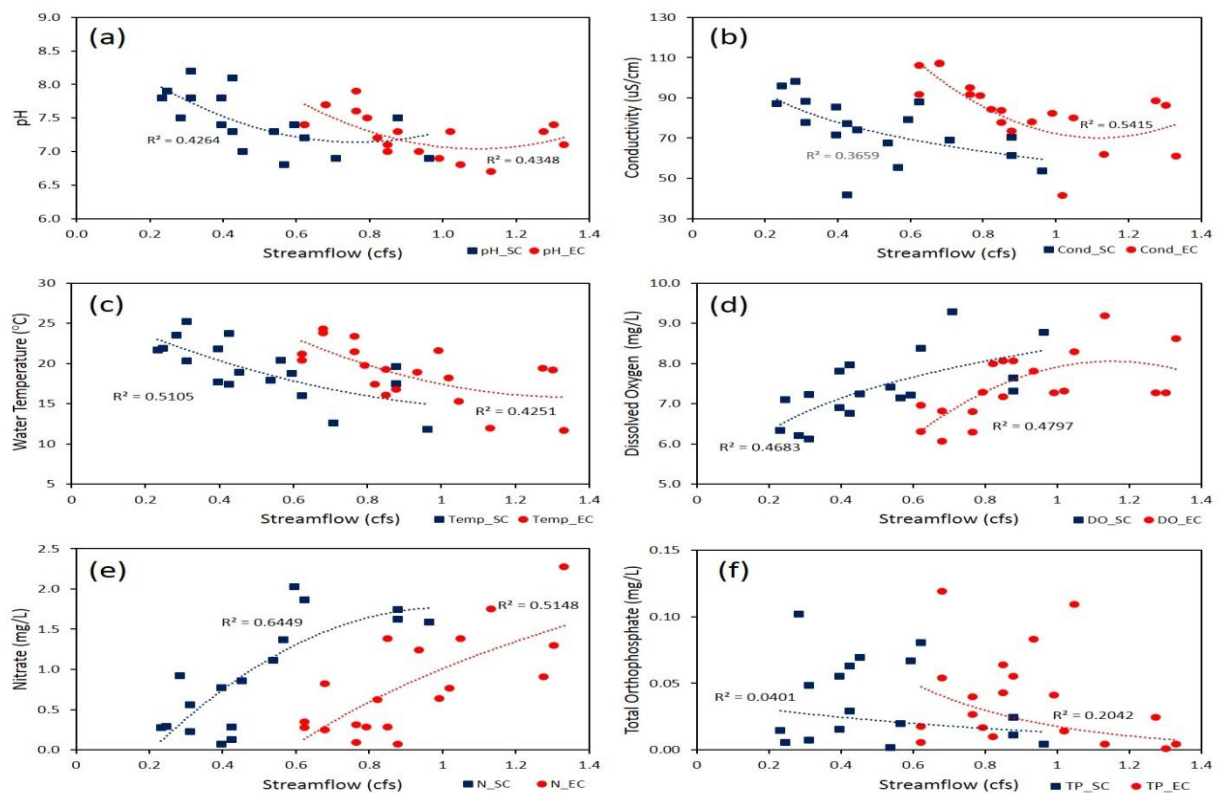 (a)
pH
9.0
8.5
8.0
7.5
7.0
6.5
6.0
R² = 0.4264
R² = 0.4348
0.2 0.4 0.6 0.8 1 1.2 1.4
Streamflow (cfs)
pH_SC pH_EC
(b)
Conductivity (uS/cm)
130
110
90
70
50
30
R² = 0.5415
R² = 0.3659
0 0.2 0.4 0.6 0.8 1 1.2 1.4
Streamflow (cfs)
Cond_SC Cond_EC
(c)
Water Temperature (°C)
30
25
20
15
10
5
R² = 0.5105
R² = 0.4251
0 0.2 0.4 0.6 0.8 1 1.2 1.4
Streamflow (cfs)
Temp_SC Temp_EC
(d)
Dissolved Oxygen (mg/L)
10.0
9.0
8.0
7.0
6.0
5.0
R² = 0.4683
R² = 0.4797
0 0.2 0.4 0.6 0.8 1 1.2 1.4
Streamflow (cfs)
DO_SC DO_EC
(e)
Nitrate (mg/L)
2.5
2.0
1.5
1.0
0.5
0.0
R² = 0.6449
R² = 0.5148
0 0.2 0.4 0.6 0.8 1 1.2 1.4
Streamflow (cfs)
N_SC N_EC
(f)
Total Orthophosphate (mg/L)
0.15
0.10
0.05
0.00
R² = 0.0401
R² = 0.2042
0 0.2 0.4 0.6 0.8 1 1.2 1.4
Streamflow (cfs)
TP_SC TP_EC